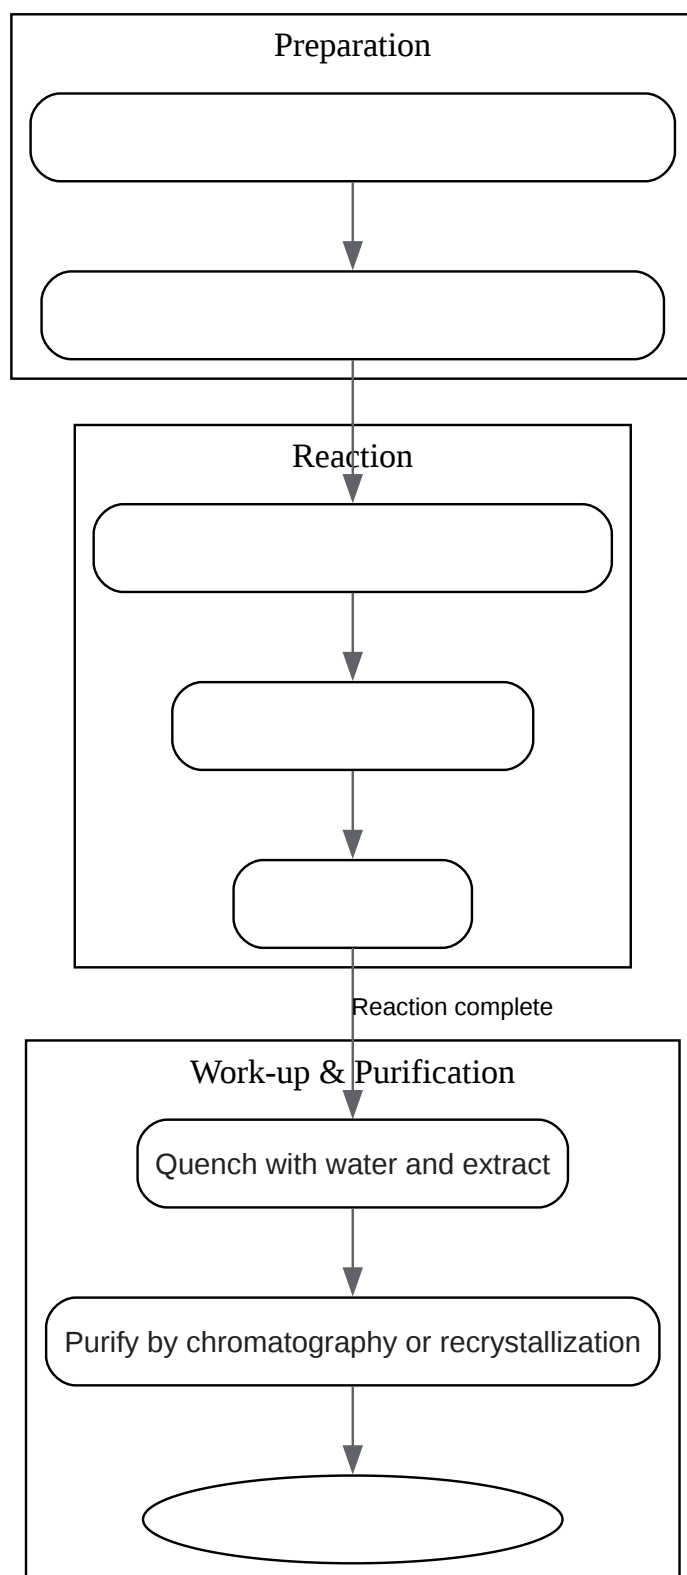 Preparation
Reaction
Reaction complete
Work-up & Purification
Quench with water and extract
Purify by chromatography or recrystallization